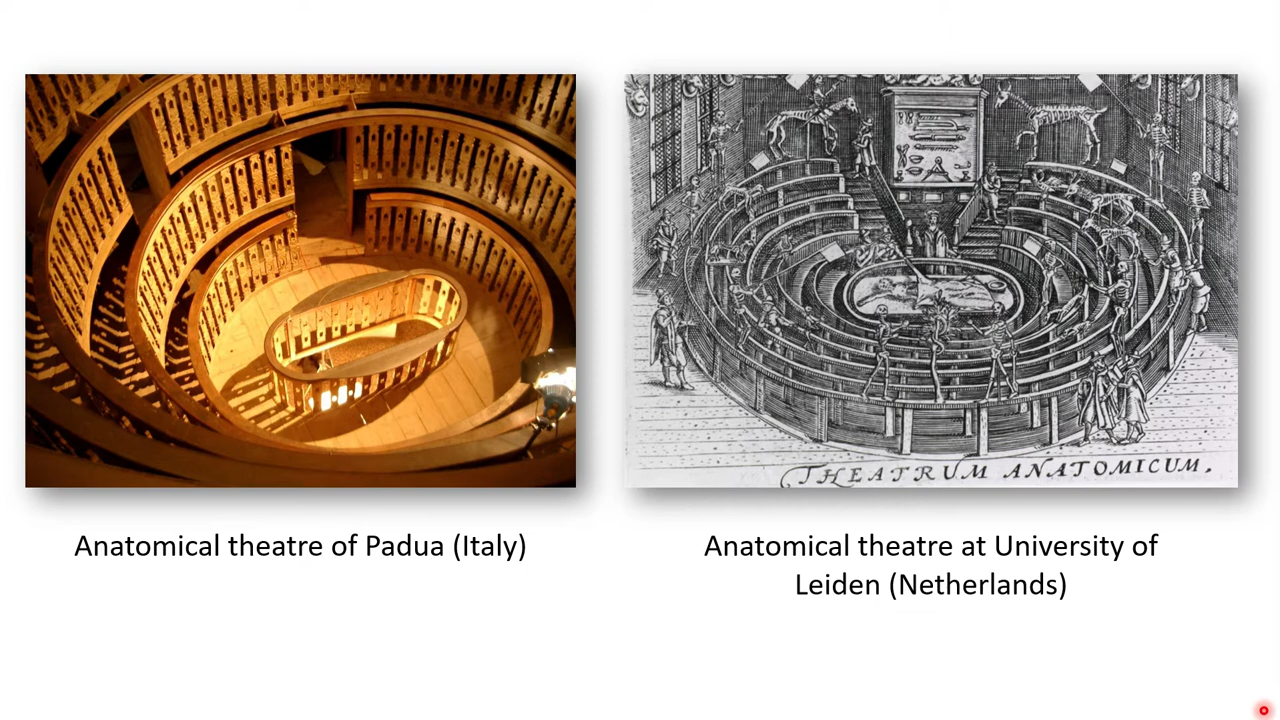 THEATRUM ANATOMICUM.
Anatomical theatre of Padua (Italy)
Anatomical theatre at University of
Leiden (Netherlands)